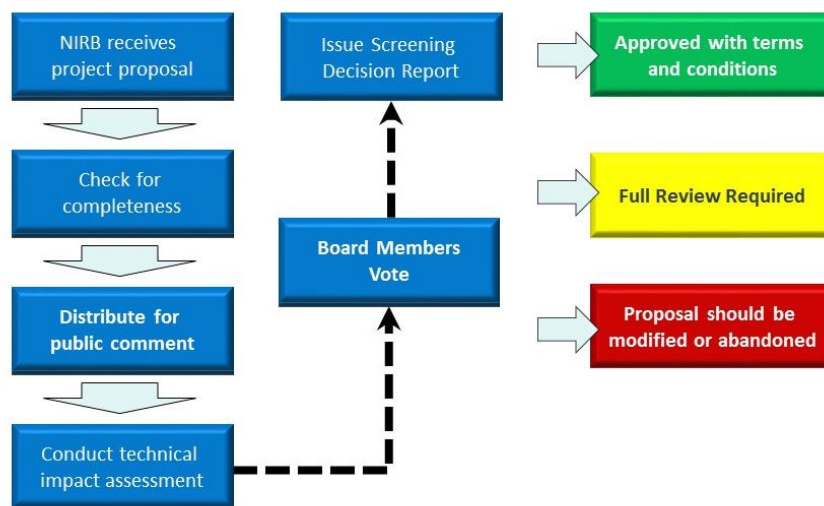 NIRB receives
project proposal
Check for
completeness
Distribute for
public comment
Conduct technical
impact assessment
Board Members
Vote
Issue Screening
Decision Report
Approved with terms
and conditions
Full Review Required
Proposal should be
modified or abandoned